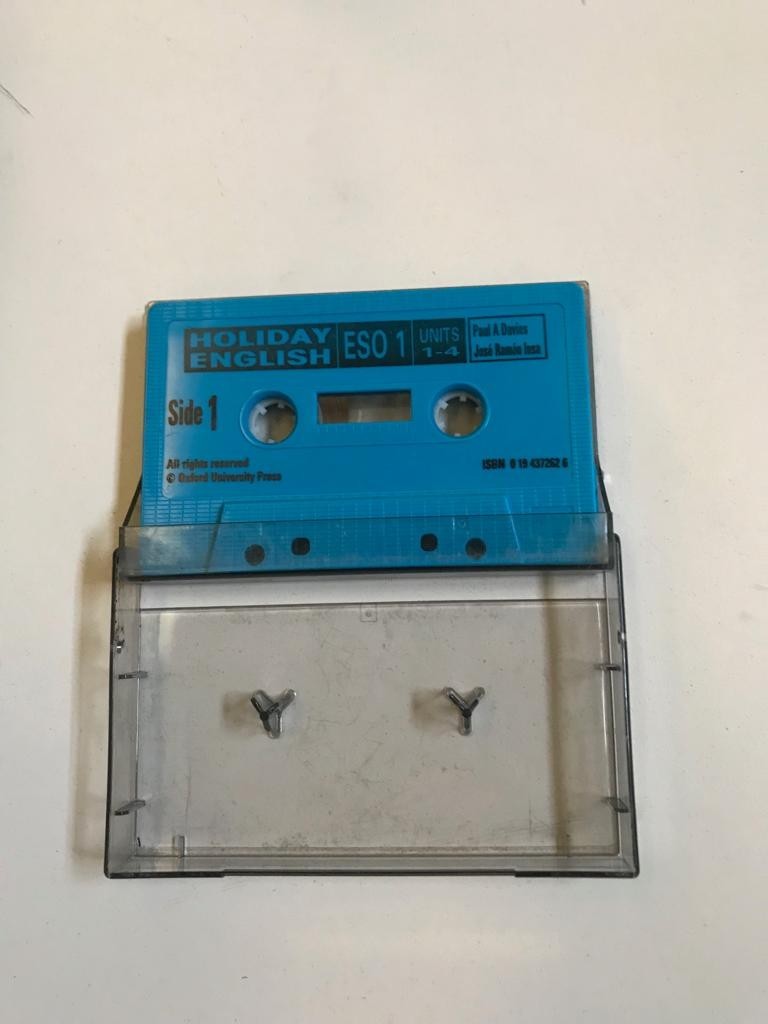 HOLIDAY
ENGLISH
ESO 1
UNITS
1-4
Paul A Davies
José Ramón Insa
Side 1
All rights reserved
© Oxford University Press
ISBN 0 19 437262 6